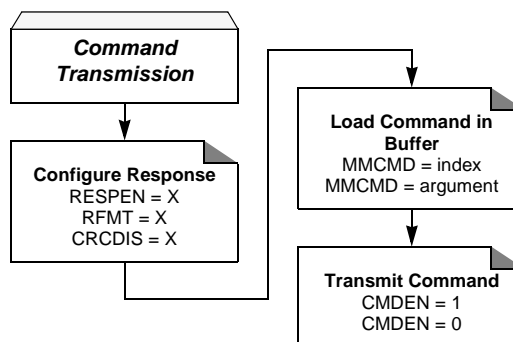 Command
Transmission
Configure Response
RESPEN = X
RFMT = X
CRCDIS = X
Load Command in
Buffer
MMCMD = index
MMCMD = argument
Transmit Command
CMDEN = 1
CMDEN = 0